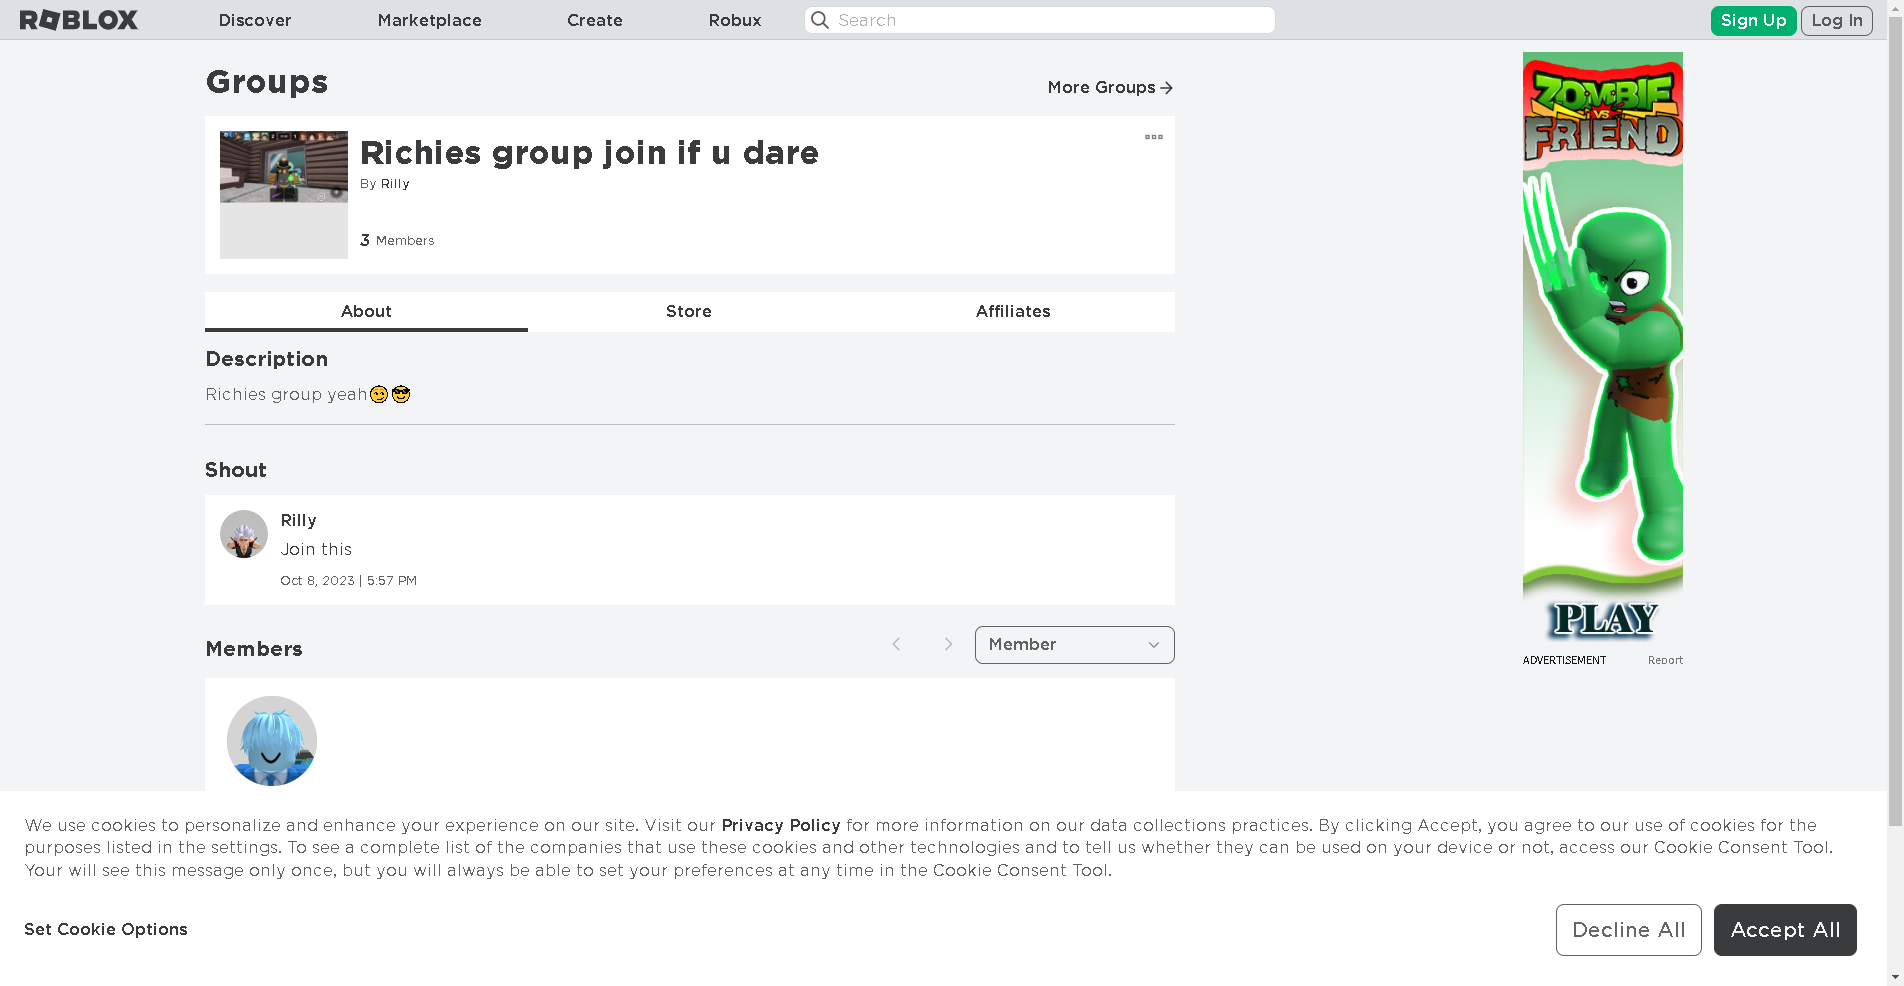 ROBLOX Discover Marketplace Create Robux Search Sign Up Log In
Groups
More Groups
Richies group join if u dare
By Rilly
3 Members
About Store Affiliates
Description
Richies group yeah😏😎
Shout
Rilly
Join this
Oct 8, 2023 | 5:57 PM
Members
Member
ZOMBIE
VS
FRIEND
PLAY
ADVERTISEMENT Report
We use cookies to personalize and enhance your experience on our site. Visit our Privacy Policy for more information on our data collections practices. By clicking Accept, you agree to our use of cookies for the
purposes listed in the settings. To see a complete list of the companies that use these cookies and other technologies and to tell us whether they can be used on your device or not, access our Cookie Consent Tool.
Your will see this message only once, but you will always be able to set your preferences at any time in the Cookie Consent Tool.
Set Cookie Options
Decline All Accept All